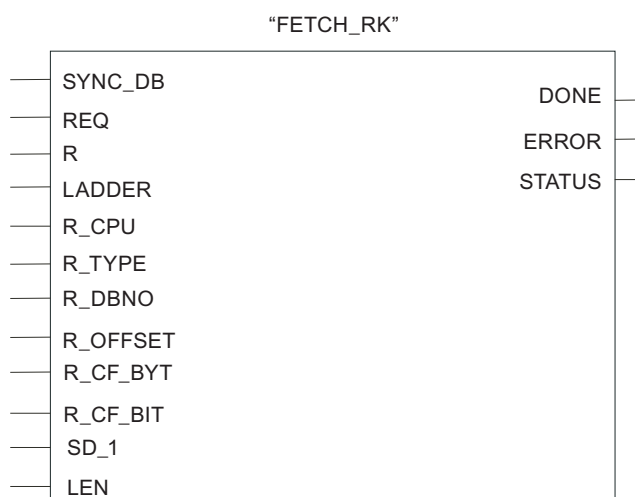 “FETCH_RK”
SYNC_DB
REQ
R
LADDER
R_CPU
R_TYPE
R_DBNO
R_OFFSET
R_CF_BYT
R_CF_BIT
SD_1
LEN
DONE
ERROR
STATUS